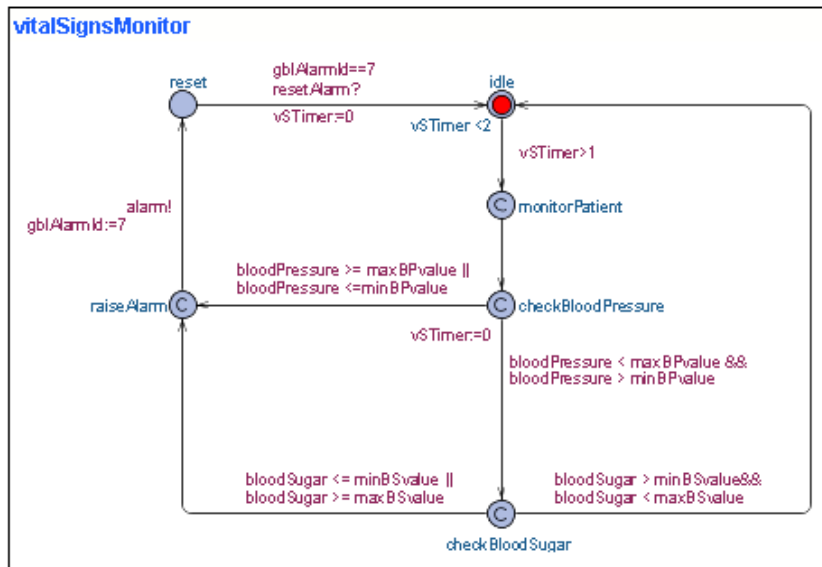 vitalSignsMonitor
reset
gblAlarmId==7
resetAlarm?
vSTimer:=0
idle
vSTimer <2
vSTimer>1
alarm!
gblAlarmId:=7
C
monitorPatient
bloodPressure >= maxBPvalue ||
bloodPressure <=minBPvalue
raiseAlarm
C
C
checkBloodPressure
vSTimer:=0
bloodPressure < maxBPvalue &&
bloodPressure > minBPvalue
bloodSugar <= minBSvalue ||
bloodSugar >= maxBSvalue
bloodSugar > minBSvalue&&
bloodSugar < maxBSvalue
C
checkBloodSugar